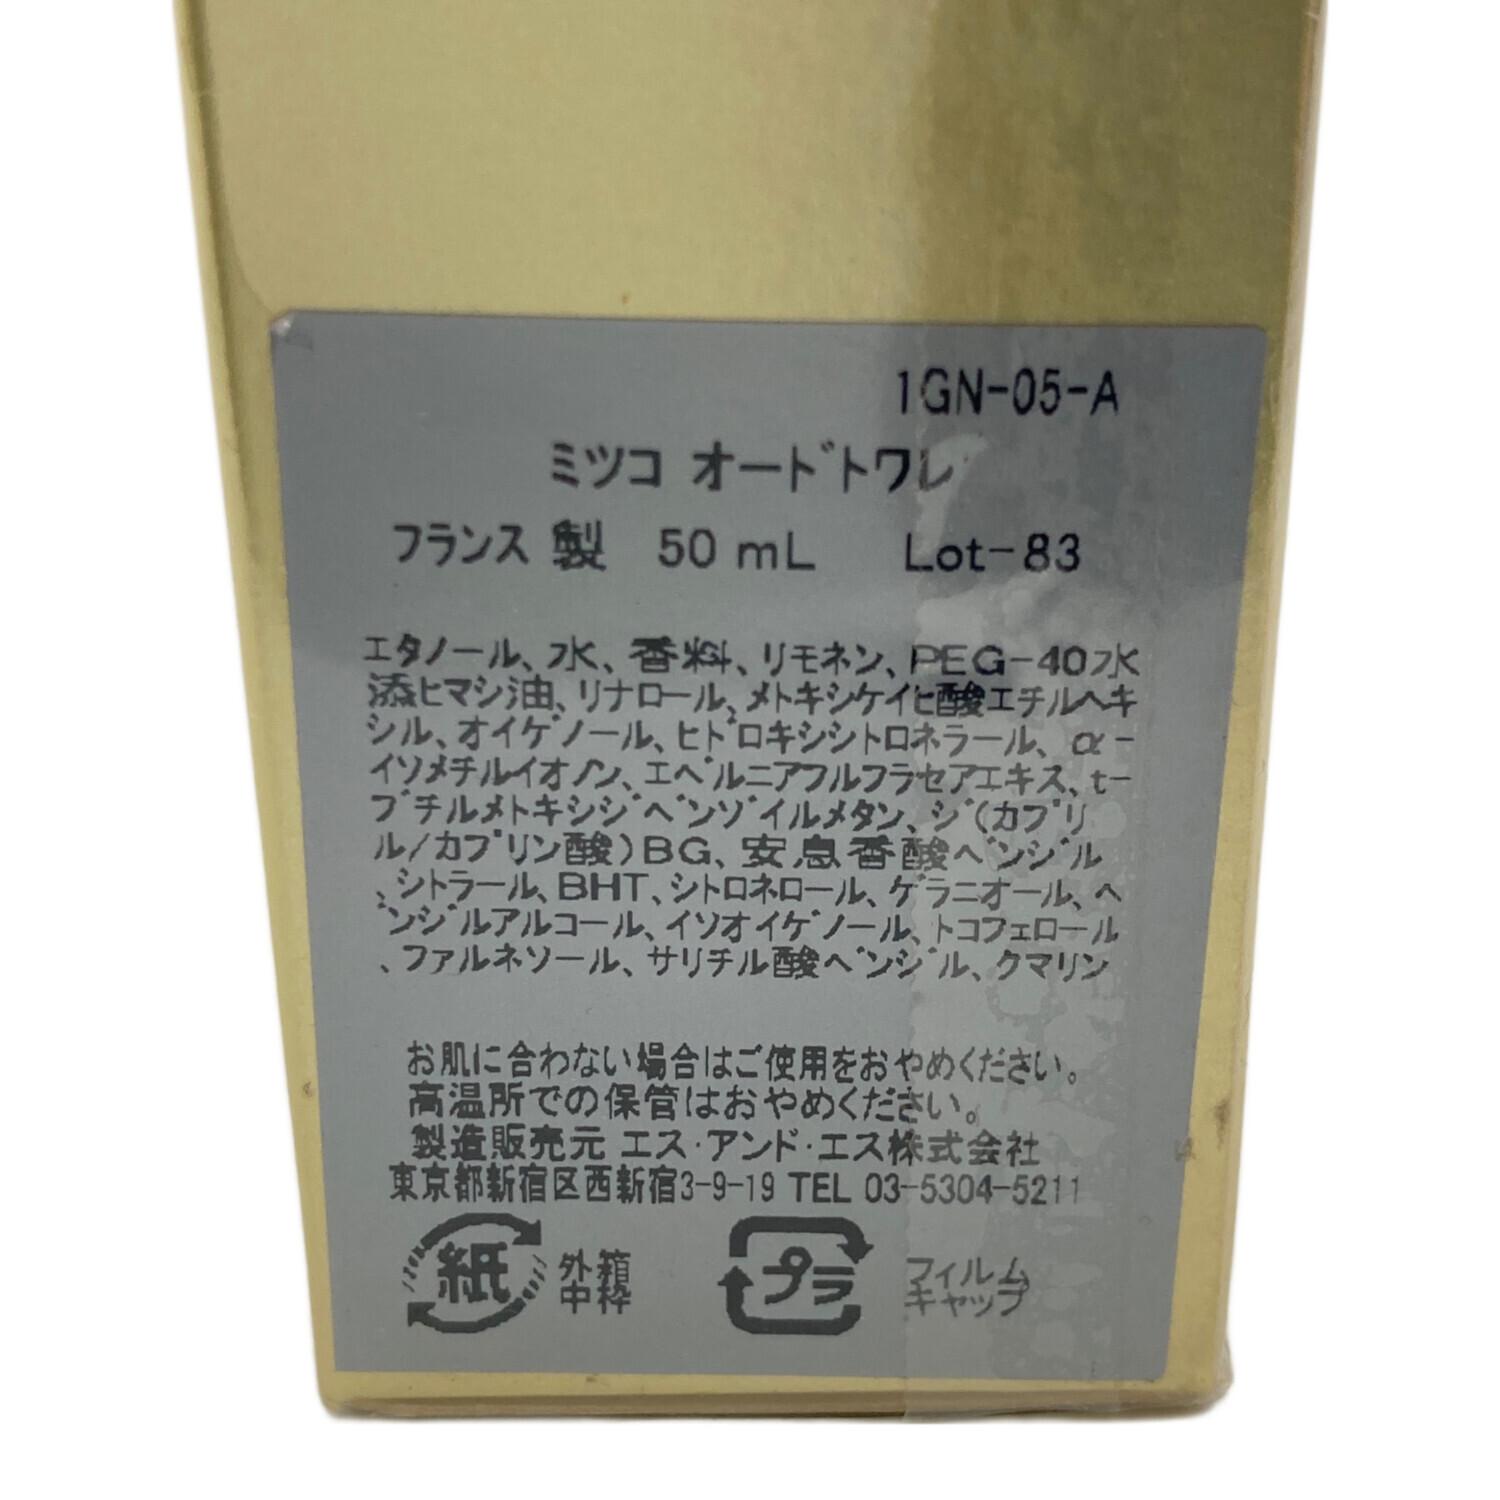 1GN-05-A
ミツコ オードトワレ
フランス 製 50 mL Lot-83
エタノール、水、香料、リモネン、PEG-40水
添ヒマシ油、リナロール、メトキシケイヒ酸エチルヘキ
シル、オイゲノール、ヒドロキシシトロネラール、α-
イソメチルイオノン、エペルニアフルフラセアエキス、t-
ブチルメトキシジベンゾイルメタン、ジ(カプリ
ル/カプリン酸)BG、安息香酸ベンジル
、シトラール、BHT、シトロネロール、ゲラニオール、ベ
ンジルアルコール、イソオイゲノール、トコフェロール
、ファルネソール、サリチル酸ベンジル、クマリン
お肌に合わない場合はご使用をおやめください。
高温所での保管はおやめください。
製造販売元 エス・アンド・エス株式会社
東京都新宿区西新宿3-9-19 TEL 03-5304-5211
紙 外箱 プラ フィルム
中枠 キャップ